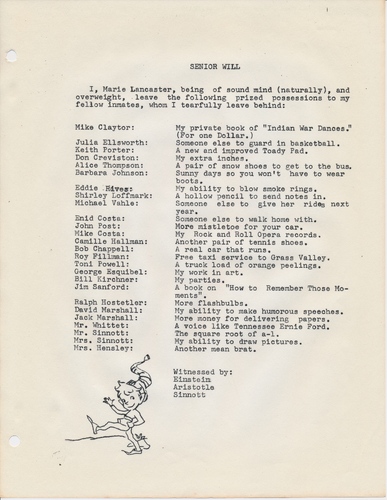 SENIOR WILL
I, Marie Lancaster, being of sound mind (naturally), and
overweight, leave the following prized possessions to my
fellow inmates, whom I tearfully leave behind:
Mike Claytor: My private book of "Indian War Dances."
(For one Dollar.)
Julia Ellsworth: Someone else to guard in basketball.
Keith Porter: A new and improved Toady Pad.
Don Creviston: My extra inches.
Alice Thompson: A pair of snow shoes to get to the bus.
Barbara Johnson: Sunny days so you won't have to wear
boots.
Eddie Rives: My ability to blow smoke rings.
Shirley Loffmark: A hollow pencil to send notes in.
Michael Vahle: Someone else to give her rides next
year.
Enid Costa: Someone else to walk home with.
John Post: More mistletoe for your car.
Mike Costa: My Rock and Roll Opera records.
Camille Hallman: Another pair of tennis shoes.
Bob Chappell: A real car that runs.
Roy Fillman: Free taxi service to Grass Valley.
Toni Powell: A truck load of orange peelings.
George Esquibel: My work in art.
Bill Kirchner: My parties.
Jim Sanford: A book on "How to Remember Those Mo-
ments".
Ralph Hostetler: More flashbulbs.
David Marshall: My ability to make humorous speeches.
Jack Marshall: More money for delivering papers.
Mr. Whittet: A voice like Tennessee Ernie Ford.
Mr. Sinnott: The square root of a-1.
Mrs. Sinnott: My ability to draw pictures.
Mrs. Hensley: Another mean brat.
Witnessed by:
Einsteim
Aristotle
Sinnott